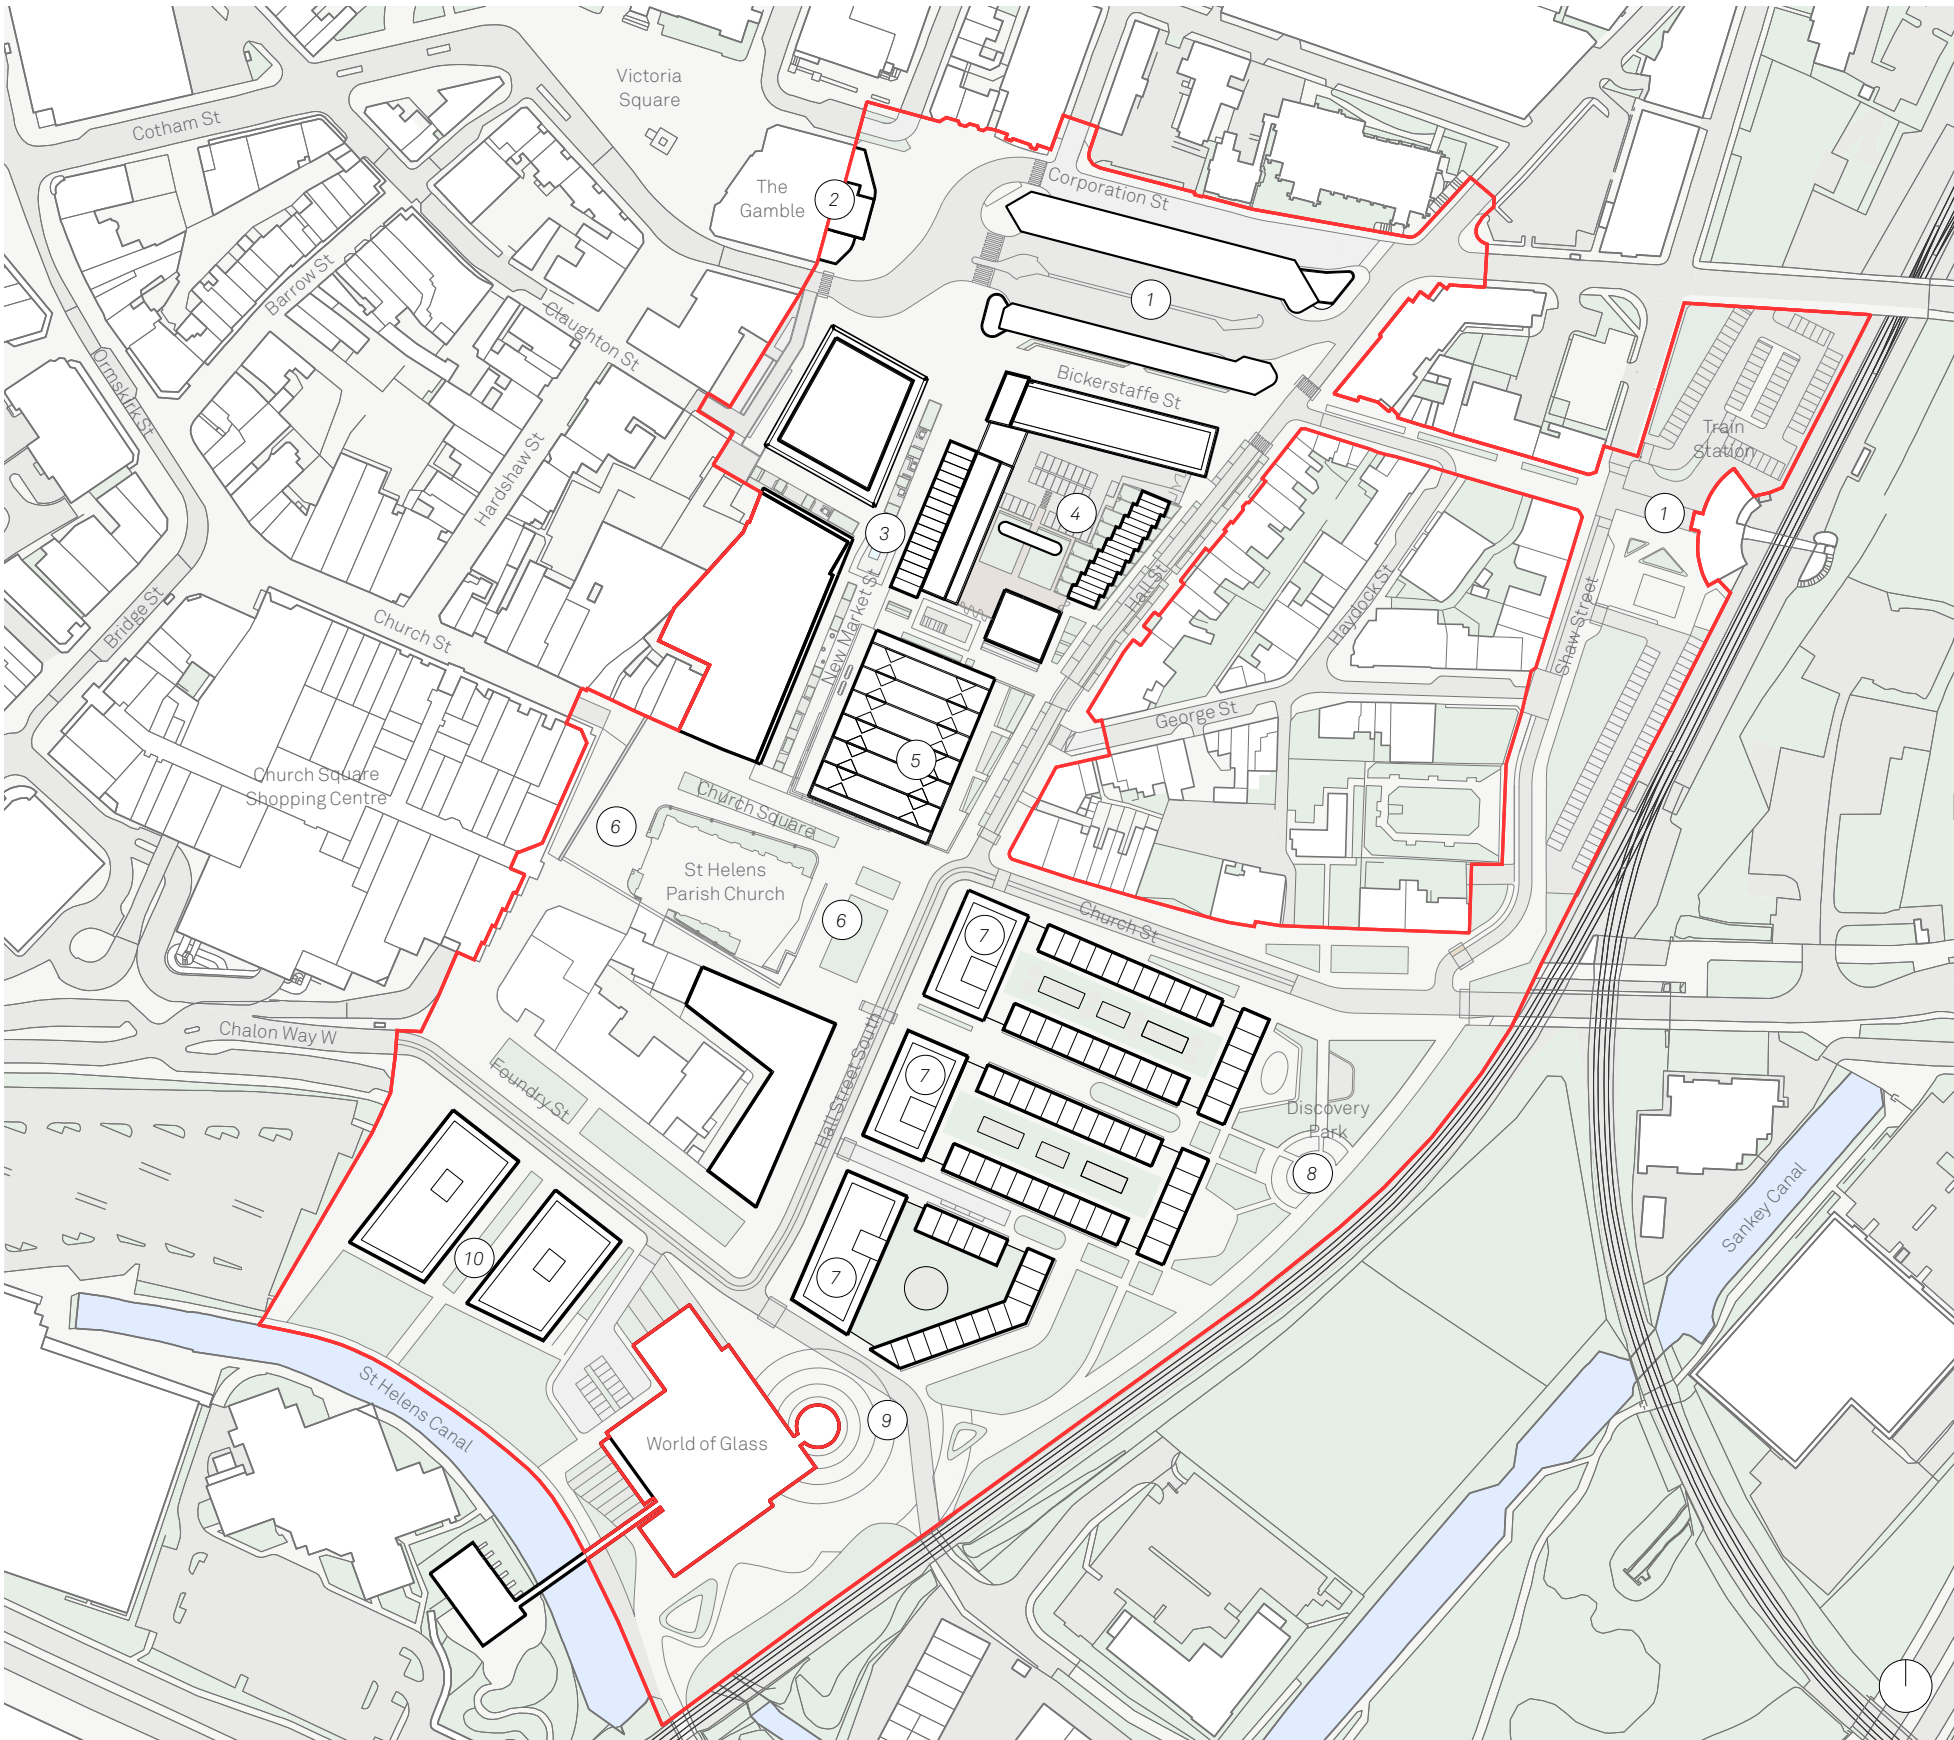 Victoria
Square
Cotham St
The
Gamble
2
Corporation St
Barrow St
Claughton St
1
Bickerstaffe St
Ormskirk St
Hardshaw St
Train
Station
1
3
4
Hall St
Haydock St
Shaw Street
New Market St
Bridge St
Church St
George St
5
Church Square
Shopping Centre
Church Square
6
St Helens
Parish Church
6
7
Church St
Chalon Way W
Foundry St
Hall Street South
7
Discovery
Park
8
Sankey Canal
10
7
St Helens Canal
9
World of Glass